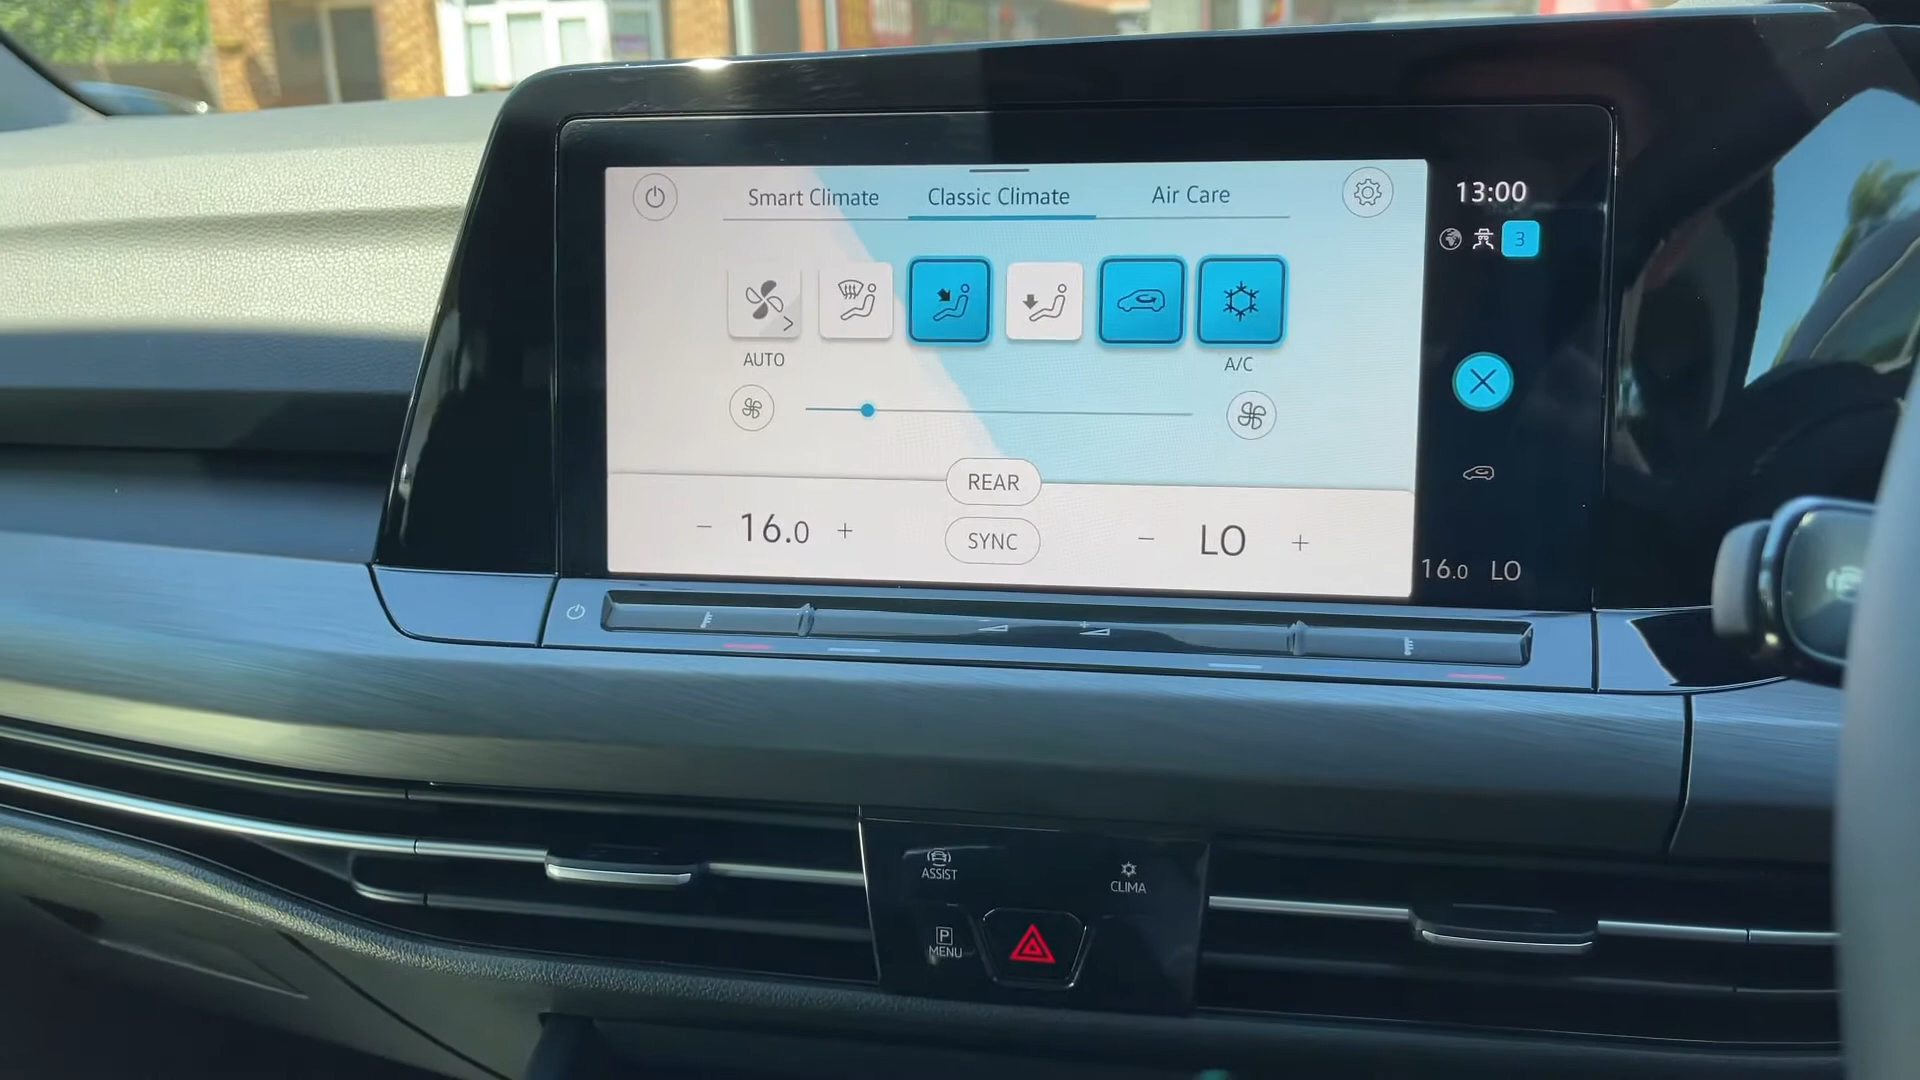 Smart Climate Classic Climate Air Care
13:00
3
AUTO
A/C
REAR
16.0
SYNC
LO
16.0 LO
ASSIST
CLIMA
P
MENU